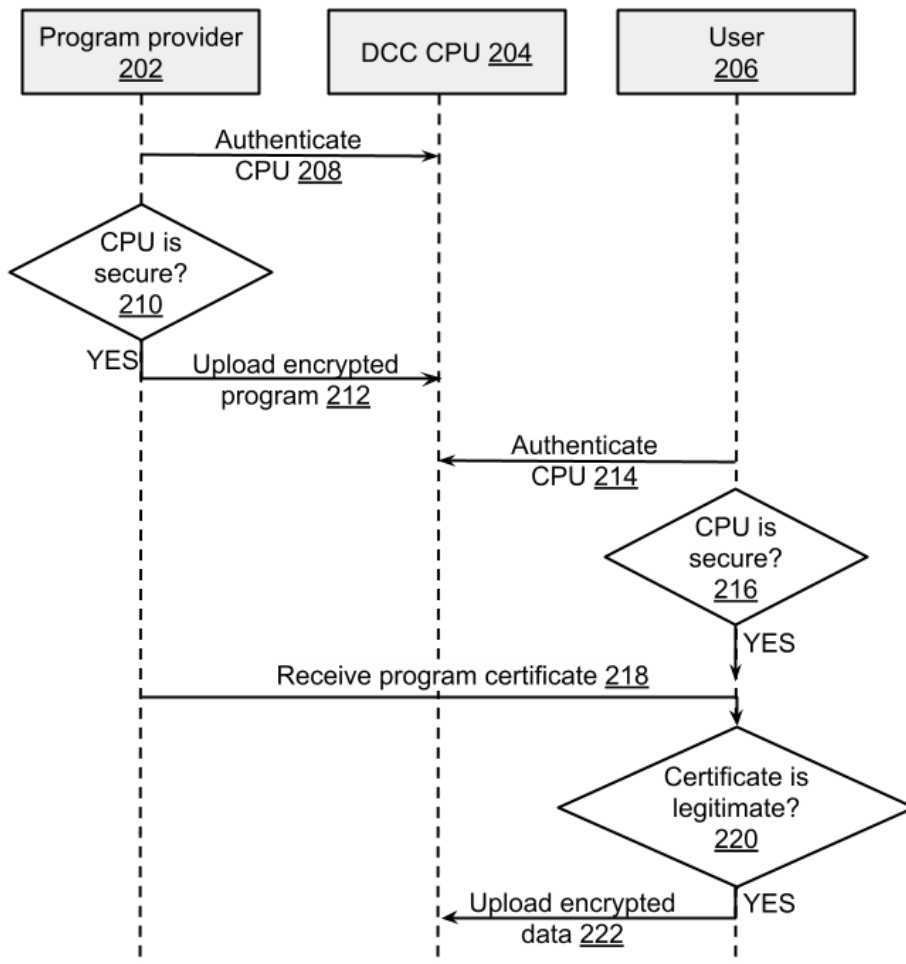 Program provider
202
DCC CPU 204
User
206
Authenticate
CPU 208
CPU is
secure?
210
YES
Upload encrypted
program 212
Authenticate
CPU 214
CPU is
secure?
216
YES
Receive program certificate 218
Certificate is
legitimate?
220
YES
Upload encrypted
data 222